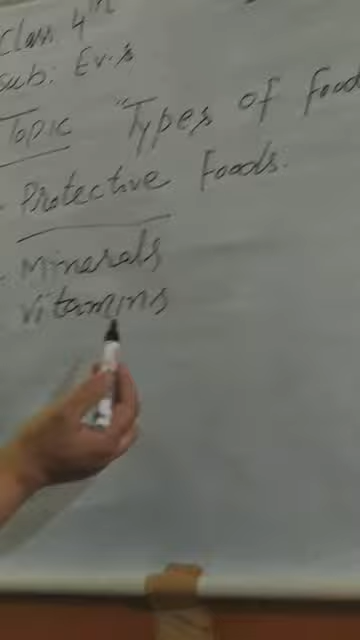 Class 4th
Sub: Ev.s
Topic "Types of Food
Protective Foods.
Minerals
Vitamins